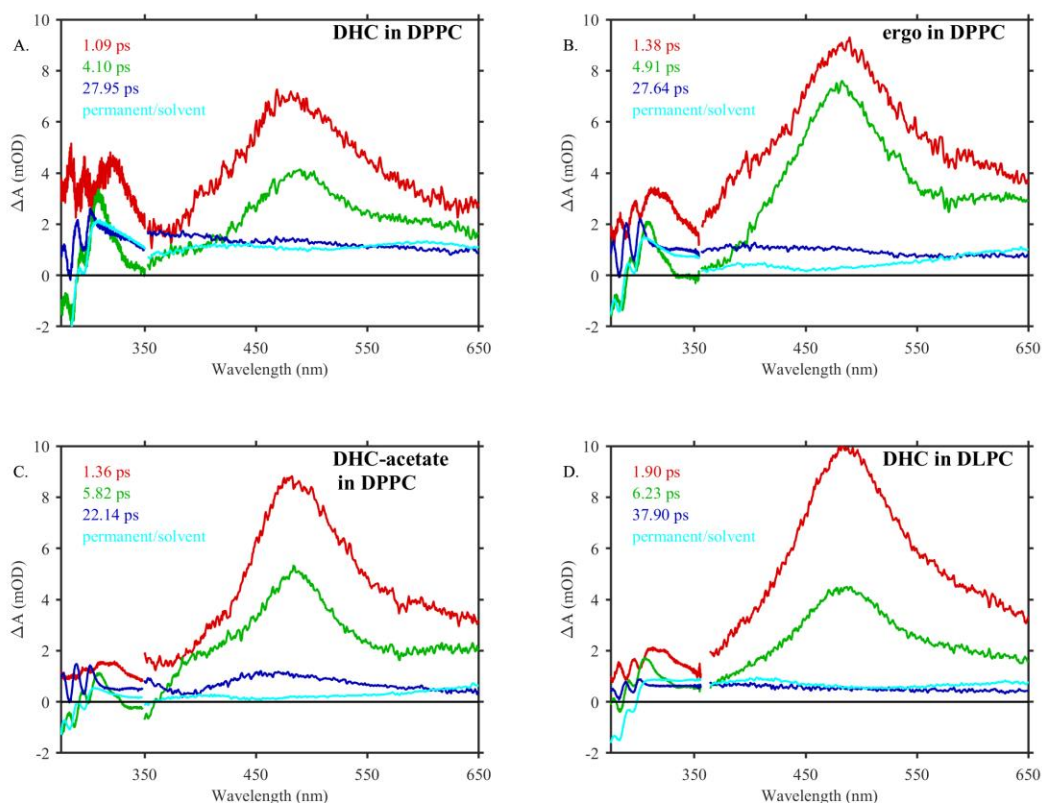 A.
DHC in DPPC
1.09 ps
4.10 ps
27.95 ps
permanent/solvent
10
8
6
4
2
0
-2
ΔA (mOD)
350
450
550
650
Wavelength (nm)
B.
ergo in DPPC
1.38 ps
4.91 ps
27.64 ps
permanent/solvent
10
8
6
4
2
0
-2
ΔA (mOD)
350
450
550
650
Wavelength (nm)
C.
DHC-acetate
in DPPC
1.36 ps
5.82 ps
22.14 ps
permanent/solvent
10
8
6
4
2
0
-2
ΔA (mOD)
350
450
550
650
Wavelength (nm)
D.
DHC in DLPC
1.90 ps
6.23 ps
37.90 ps
permanent/solvent
10
8
6
4
2
0
-2
ΔA (mOD)
350
450
550
650
Wavelength (nm)